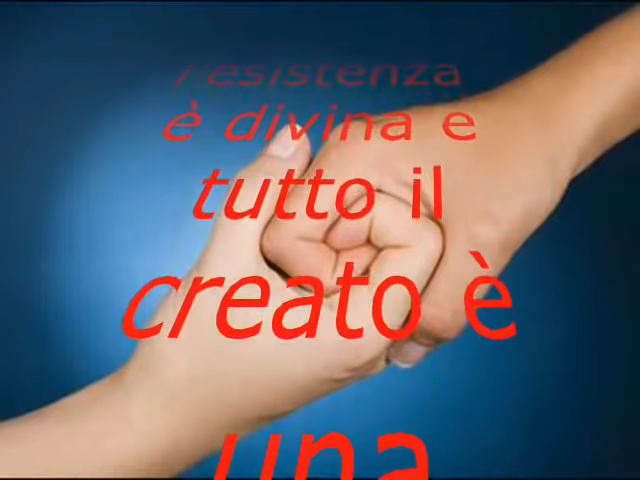 l'esistenza
è divina e
tutto il
creato è
una